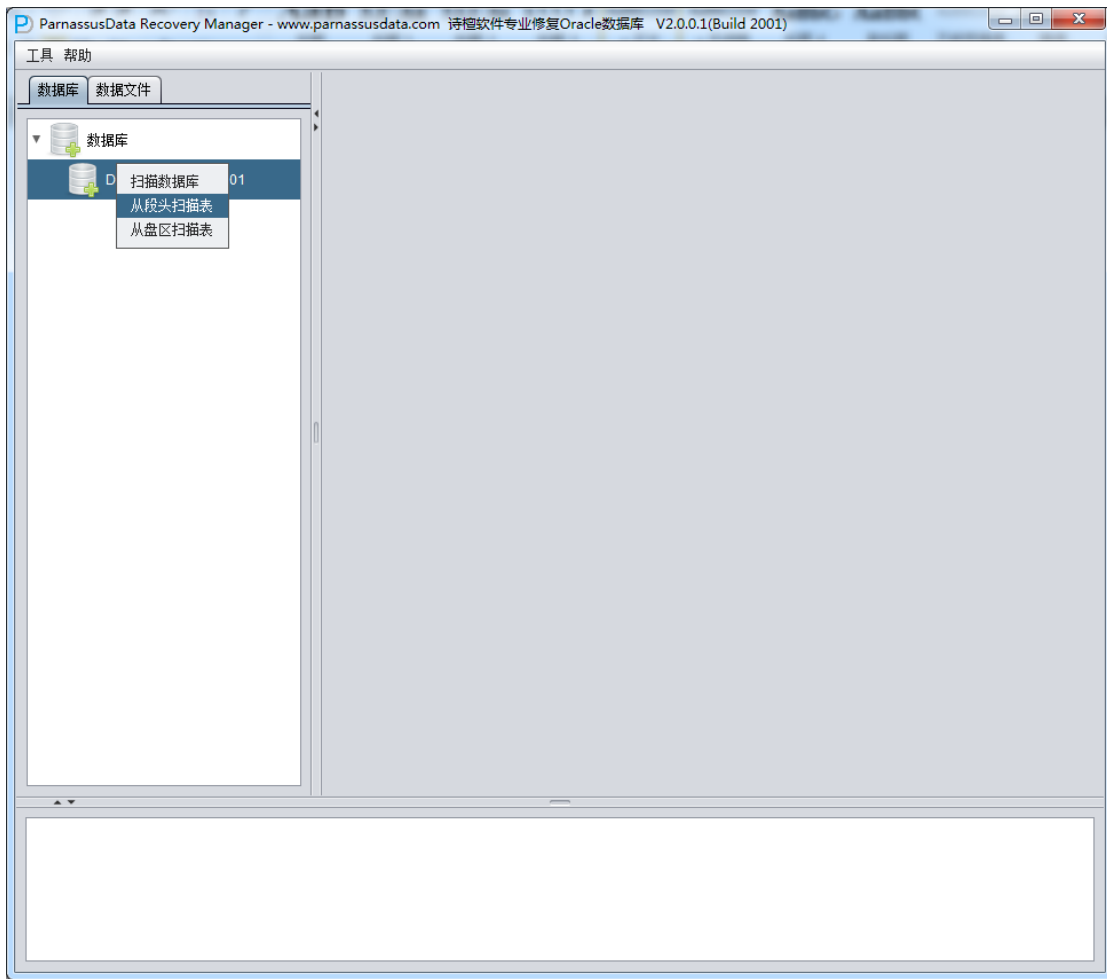 ParnassusData Recovery Manager - www.parnassusdata.com 诗檀软件专业修复Oracle数据库 V2.0.0.1(Build 2001)
工具 帮助
数据库 数据文件
数据库
D 扫描数据库 01
从段头扫描表
从盘区扫描表